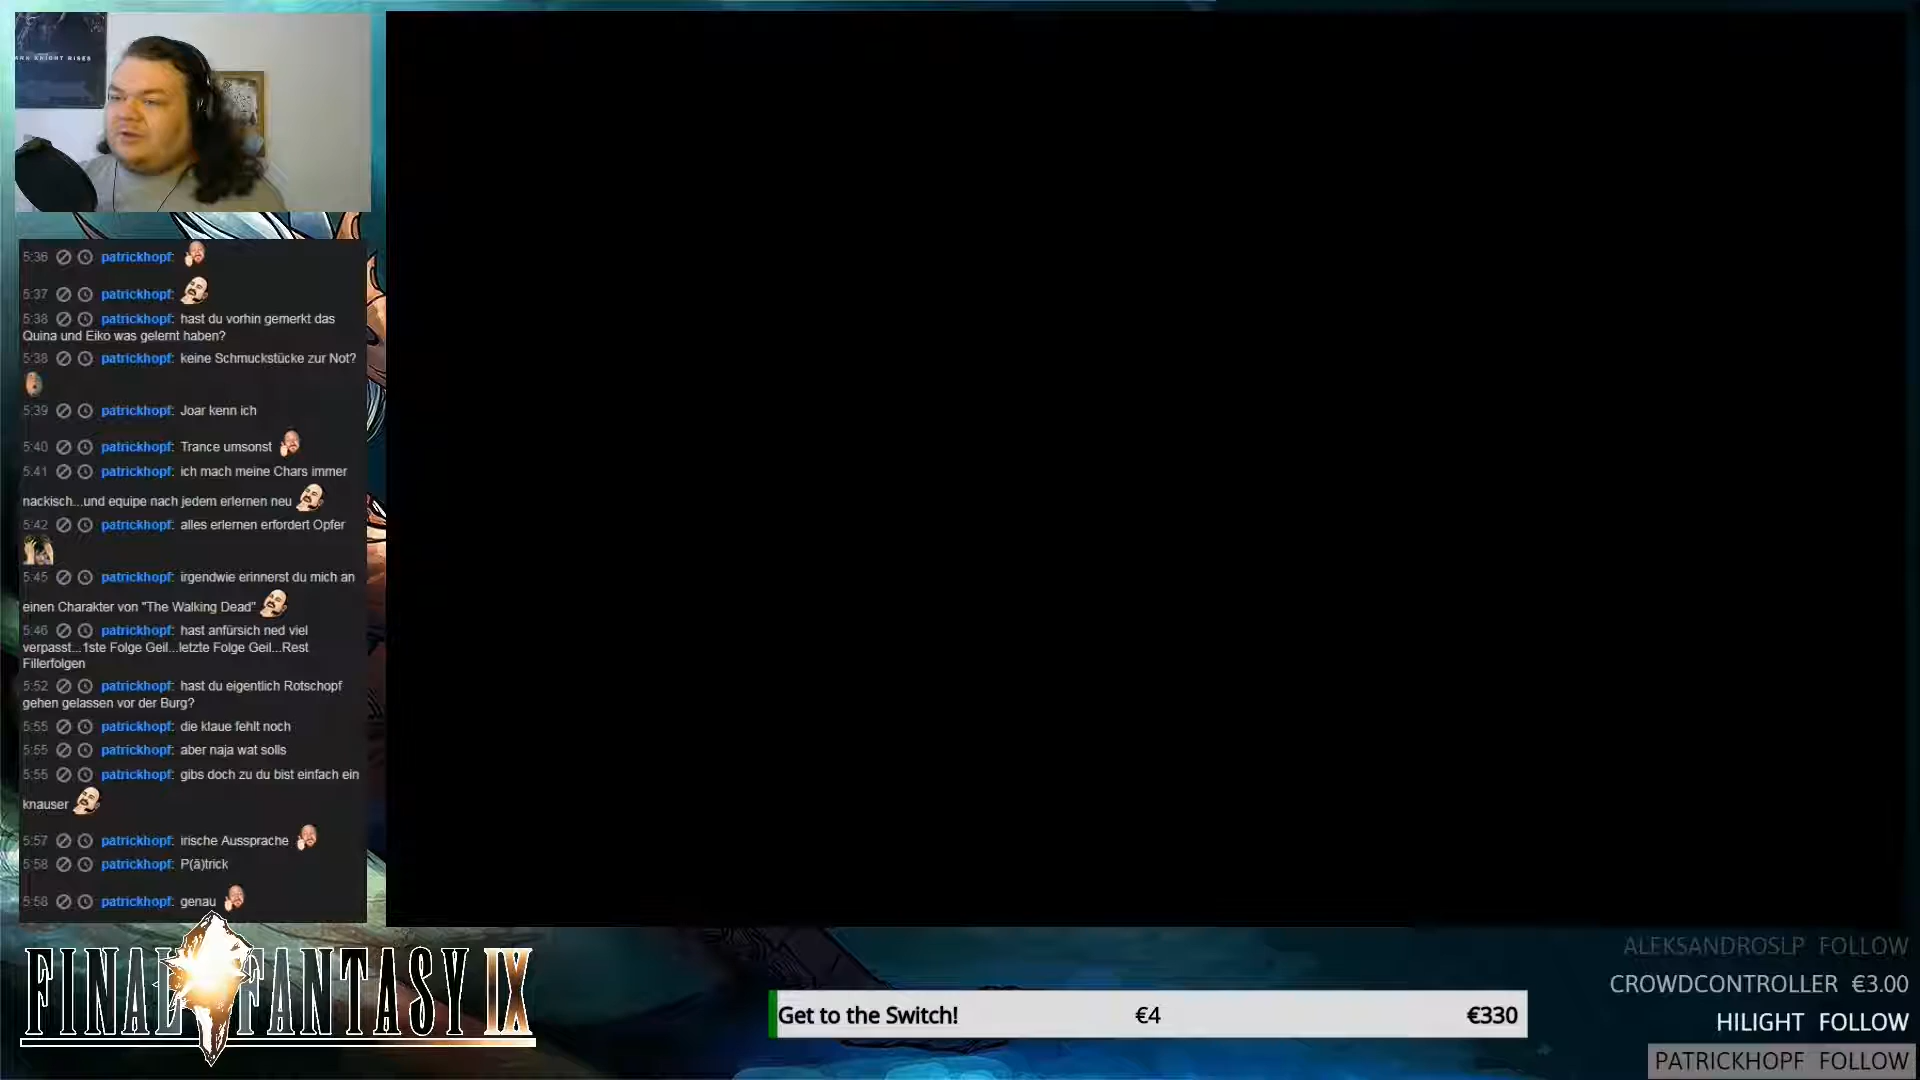 ARK KNIGHT RISES
5:36 patrickhopf:
5:37 patrickhopf:
5:38 patrickhopf: hast du vorhin gemerkt das
Quina und Eiko was gelernt haben?
5:38 patrickhopf: keine Schmuckstücke zur Not?
5:39 patrickhopf: Joar kenn ich
5:40 patrickhopf: Trance umsonst
5:41 patrickhopf: ich mach meine Chars immer
nackisch...und equipe nach jedem erlernen neu
5:42 patrickhopf: alles erlernen erfordert Opfer
5:45 patrickhopf: irgendwie erinnerst du mich an
einen Charakter von "The Walking Dead"
5:46 patrickhopf: hast anfürsich ned viel
verpasst...1ste Folge Geil...letzte Folge Geil...Rest
Fillerfolgen
5:52 patrickhopf: hast du eigentlich Rotschopf
gehen gelassen vor der Burg?
5:55 patrickhopf: die klaue fehlt noch
5:55 patrickhopf: aber naja wat solls
5:55 patrickhopf: gibs doch zu du bist einfach ein
knauser
5:57 patrickhopf: irische Aussprache
5:58 patrickhopf: P(ä)trick
5:58 patrickhopf: genau
FINAL FANTASY IX
Get to the Switch! €4 €330
ALEKSANDROSLP FOLLOW
CROWDCONTROLLER €3.00
HILIGHT FOLLOW
PATRICKHOPF FOLLOW